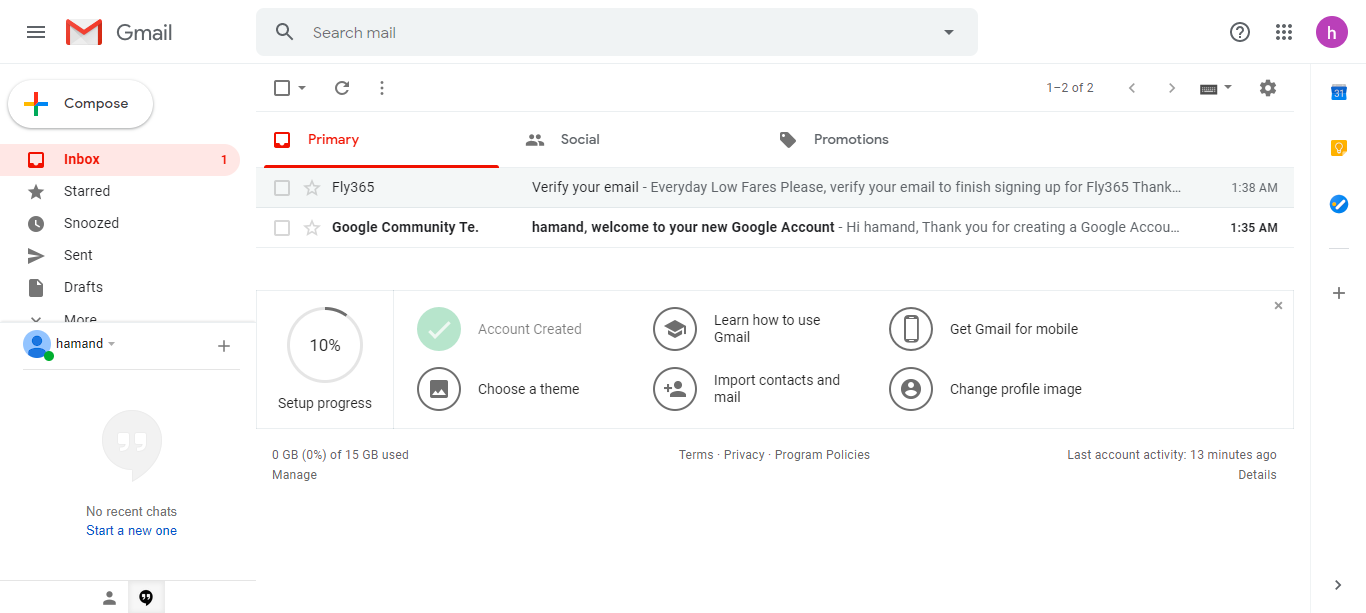 Gmail
Search mail
h
Compose
1–2 of 2
31
Primary
Social
Promotions
Inbox 1
Starred
Snoozed
Sent
Drafts
More
Fly365 Verify your email - Everyday Low Fares Please, verify your email to finish signing up for Fly365 Thank… 1:38 AM
Google Community Te. hamand, welcome to your new Google Account - Hi hamand, Thank you for creating a Google Accou… 1:35 AM
hamand
No recent chats
Start a new one
10%
Setup progress
Account Created
Learn how to use
Gmail
Get Gmail for mobile
Choose a theme
Import contacts and
mail
Change profile image
0 GB (0%) of 15 GB used
Manage
Terms · Privacy · Program Policies
Last account activity: 13 minutes ago
Details